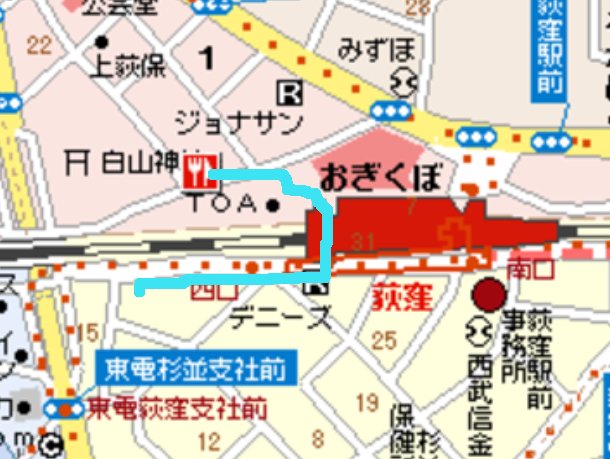 公会堂
28
22
荻窪
駅前
みずほ
上荻保
1
R
ジョナサン
白山神
おぎくぼ
TOA
7
31
西口
南口
R
荻窪
デニーズ
15
25
荻窪駅前
事務所
西武信金
東電杉並支社前
東電荻窪支社前
19
12
8
保健所
杉